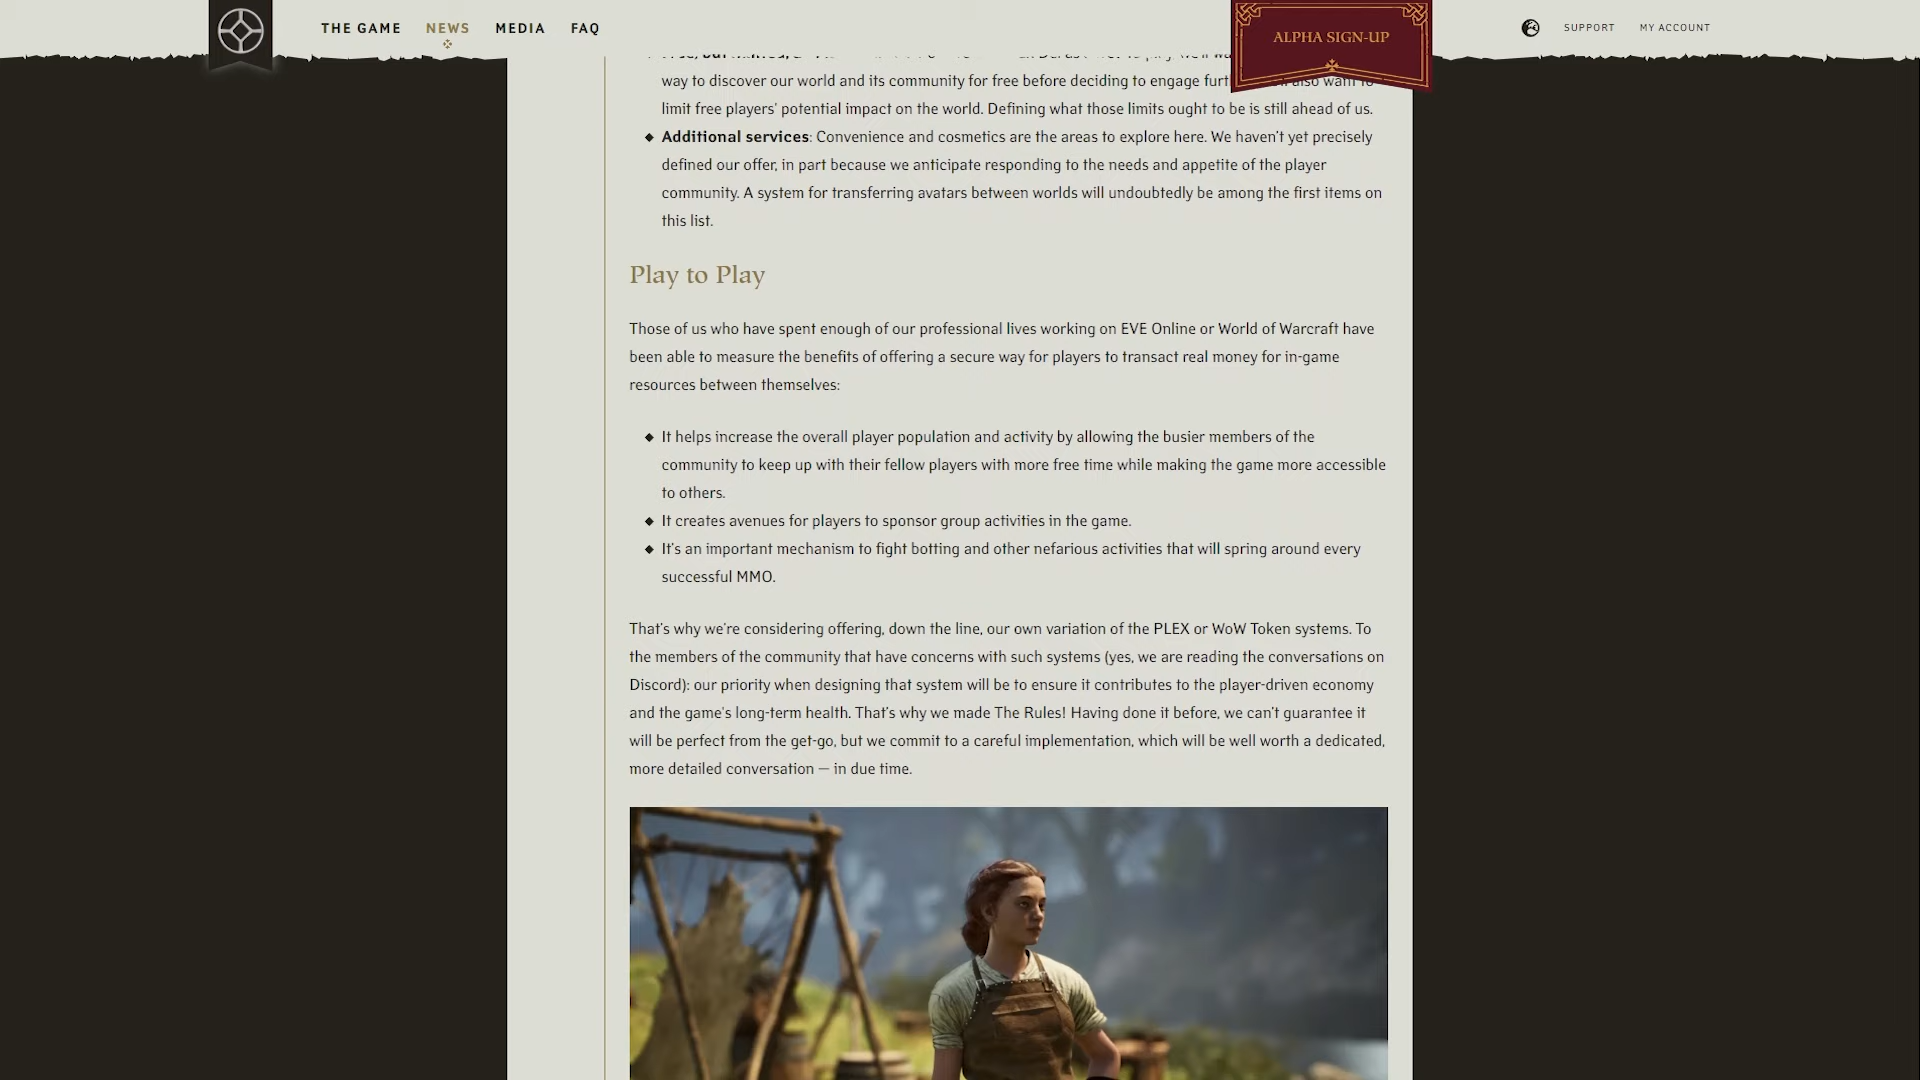 THE GAME NEWS MEDIA FAQ
ALPHA SIGN-UP
SUPPORT MY ACCOUNT
way to discover our world and its community for free before deciding to engage also want to
limit free players' potential impact on the world. Defining what those limits ought to be is still ahead of us.
Additional services: Convenience and cosmetics are the areas to explore here. We haven't yet precisely
defined our offer, in part because we anticipate responding to the needs and appetite of the player
community. A system for transferring avatars between worlds will undoubtedly be among the first items on
this list.
Play to Play
Those of us who have spent enough of our professional lives working on EVE Online or World of Warcraft have
been able to measure the benefits of offering a secure way for players to transact real money for in-game
resources between themselves:
It helps increase the overall player population and activity by allowing the busier members of the
community to keep up with their fellow players with more free time while making the game more accessible
to others.
It creates avenues for players to sponsor group activities in the game.
It's an important mechanism to fight botting and other nefarious activities that will spring around every
successful MMO.
That's why we're considering offering, down the line, our own variation of the PLEX or WoW Token systems. To
the members of the community that have concerns with such systems (yes, we are reading the conversations on
Discord): our priority when designing that system will be to ensure it contributes to the player-driven economy
and the game's long-term health. That's why we made The Rules! Having done it before, we can't guarantee it
will be perfect from the get-go, but we commit to a careful implementation, which will be well worth a dedicated,
more detailed conversation — in due time.